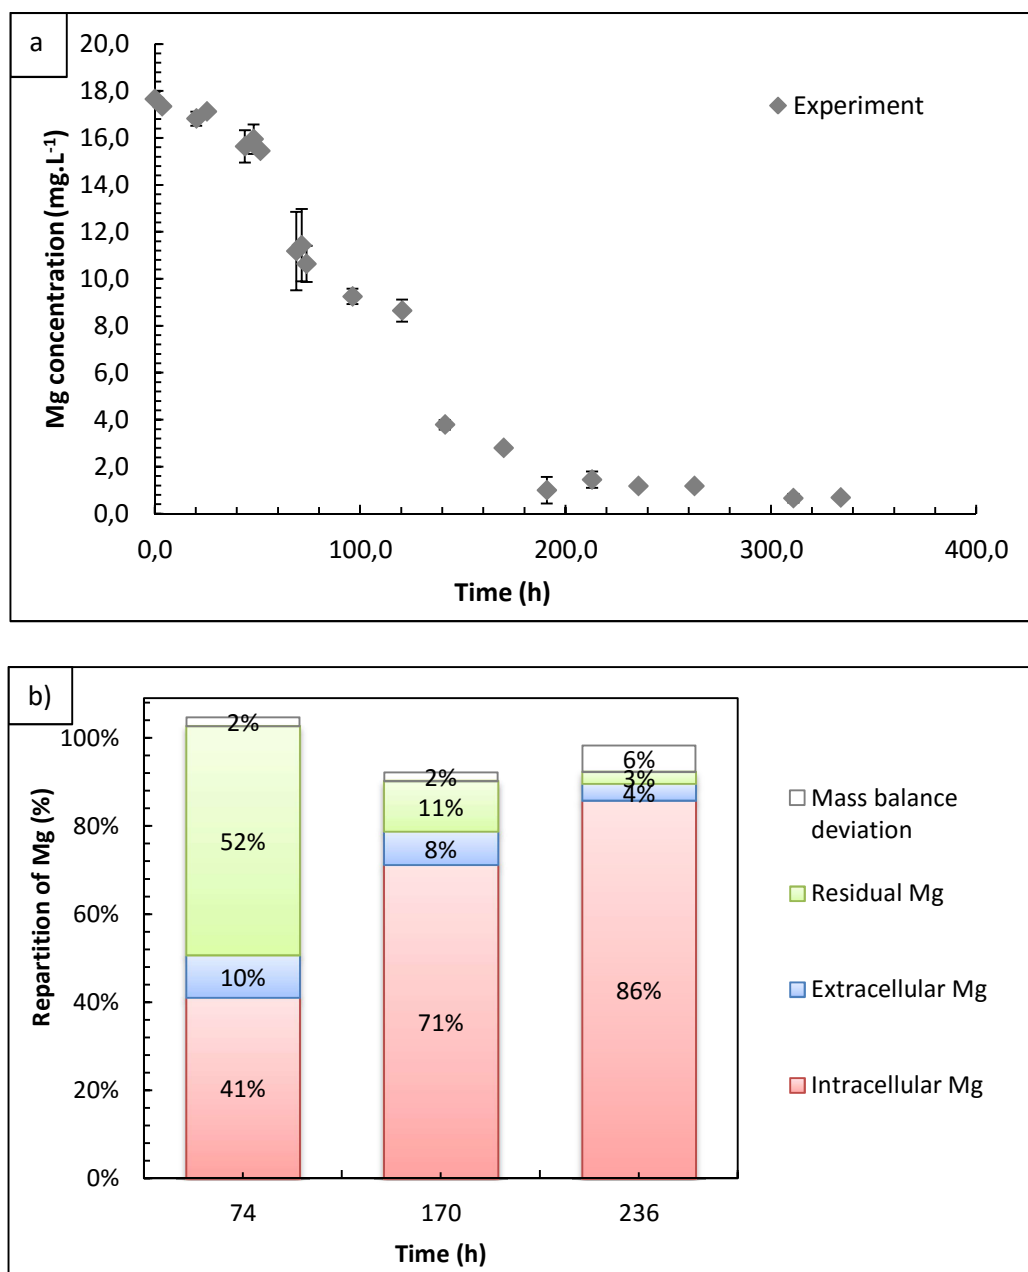 a
20,0
18,0
16,0
14,0
12,0
10,0
8,0
6,0
4,0
2,0
0,0
Mg concentration (mg.L-1)
Experiment
0,0 100,0 200,0 300,0 400,0
Time (h)
b)
100%
80%
60%
40%
20%
0%
Repartition of Mg (%)
2%
52%
10%
41%
2%
11%
8%
71%
6%
3%
4%
86%
74 170 236
Time (h)
Mass balance
deviation
Residual Mg
Extracellular Mg
Intracellular Mg